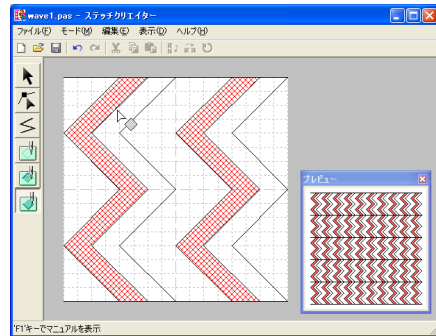 wave1.pas - ステッチクリエイター
ファイル(F) モード(M) 編集(E) 表示(D) ヘルプ(H)
プレビュー
'F1'キーでマニュアルを表示